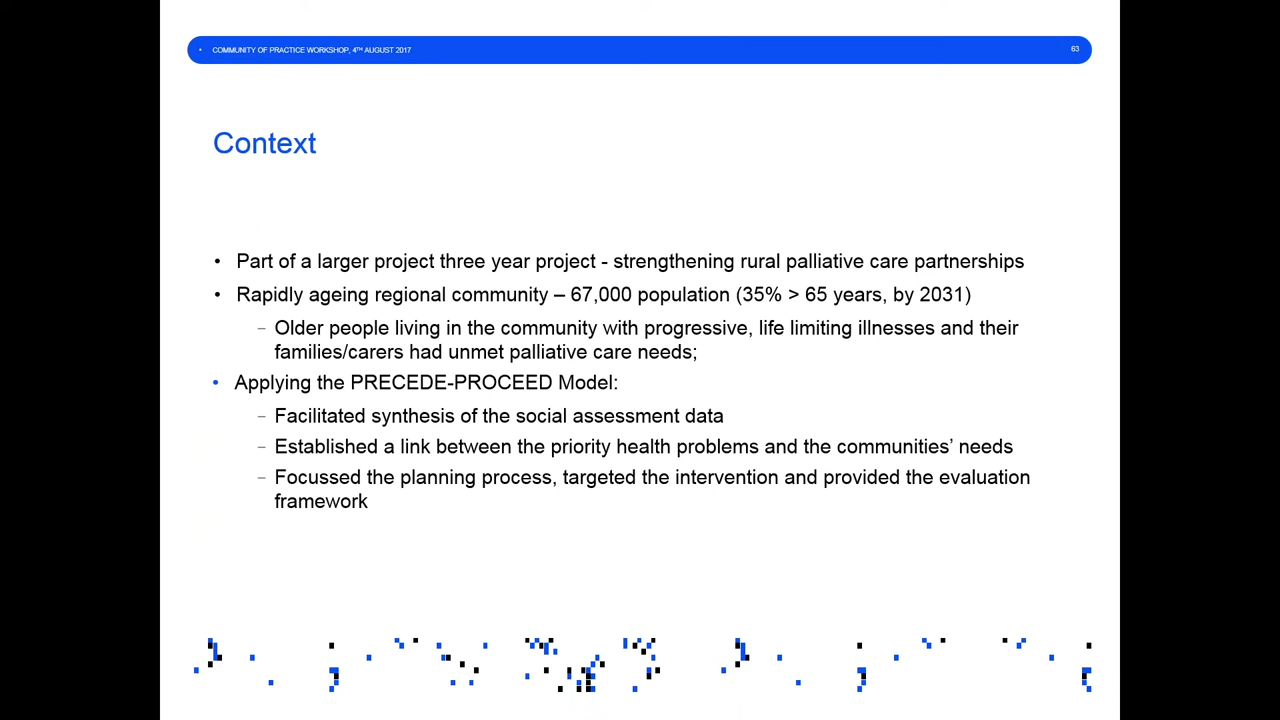 • COMMUNITY OF PRACTICE WORKSHOP, 4TH AUGUST 2017
63
Context
• Part of a larger project three year project - strengthening rural palliative care partnerships
• Rapidly ageing regional community – 67,000 population (35% > 65 years, by 2031)
– Older people living in the community with progressive, life limiting illnesses and their
families/carers had unmet palliative care needs;
• Applying the PRECEDE-PROCEED Model:
– Facilitated synthesis of the social assessment data
– Established a link between the priority health problems and the communities’ needs
– Focussed the planning process, targeted the intervention and provided the evaluation
framework